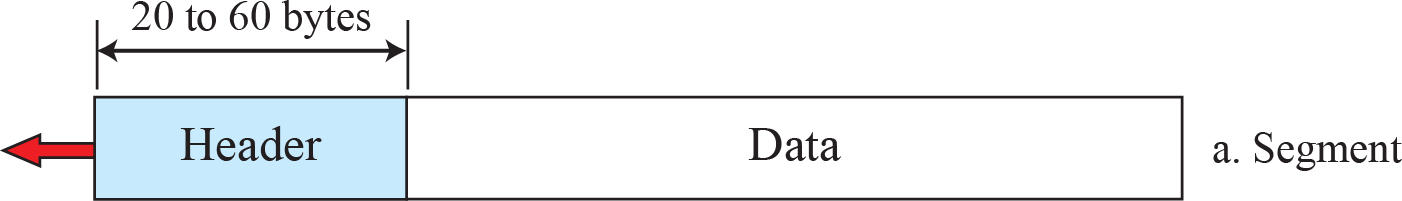 20 to 60 bytes
Header
Data
a. Segment